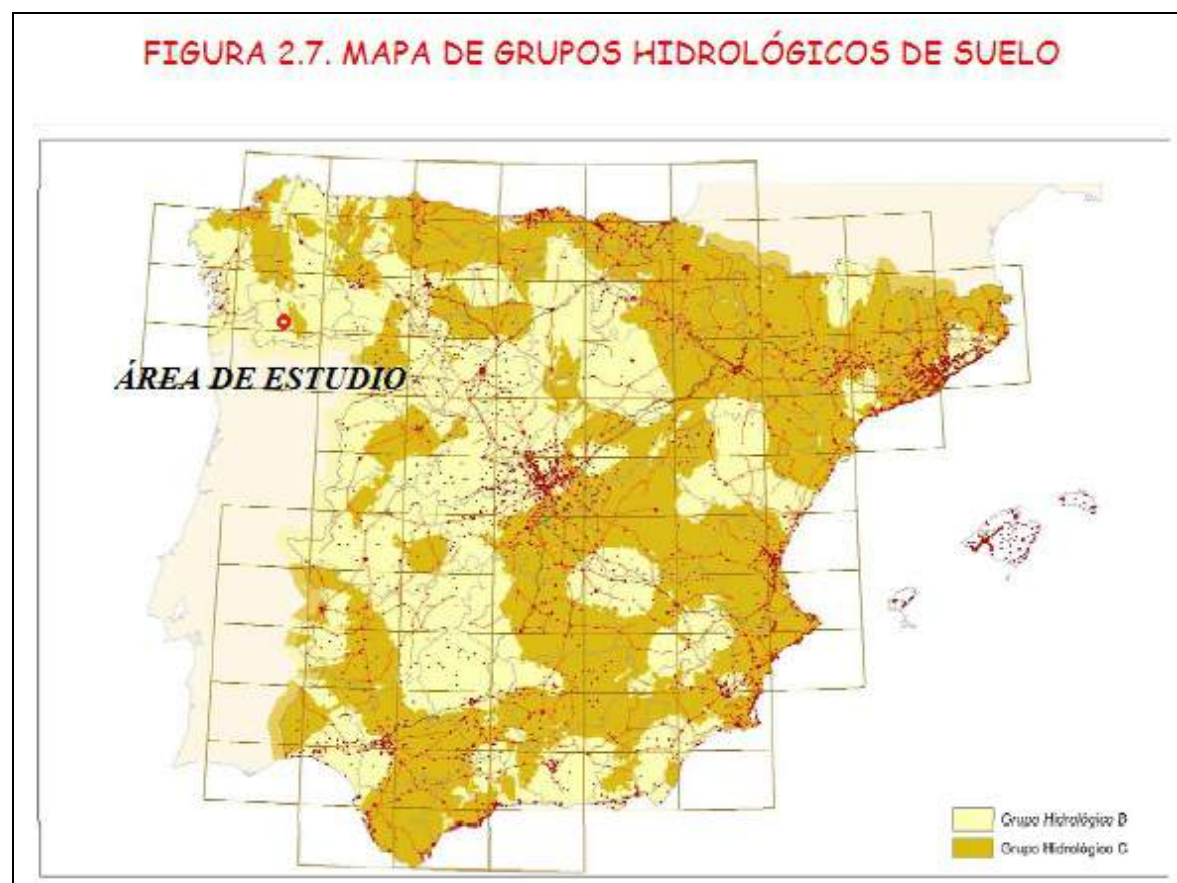 FIGURA 2.7. MAPA DE GRUPOS HIDROLÓGICOS DE SUELO
ÁREA DE ESTUDIO
Grupo Hidrológico B
Grupo Hidrológico C